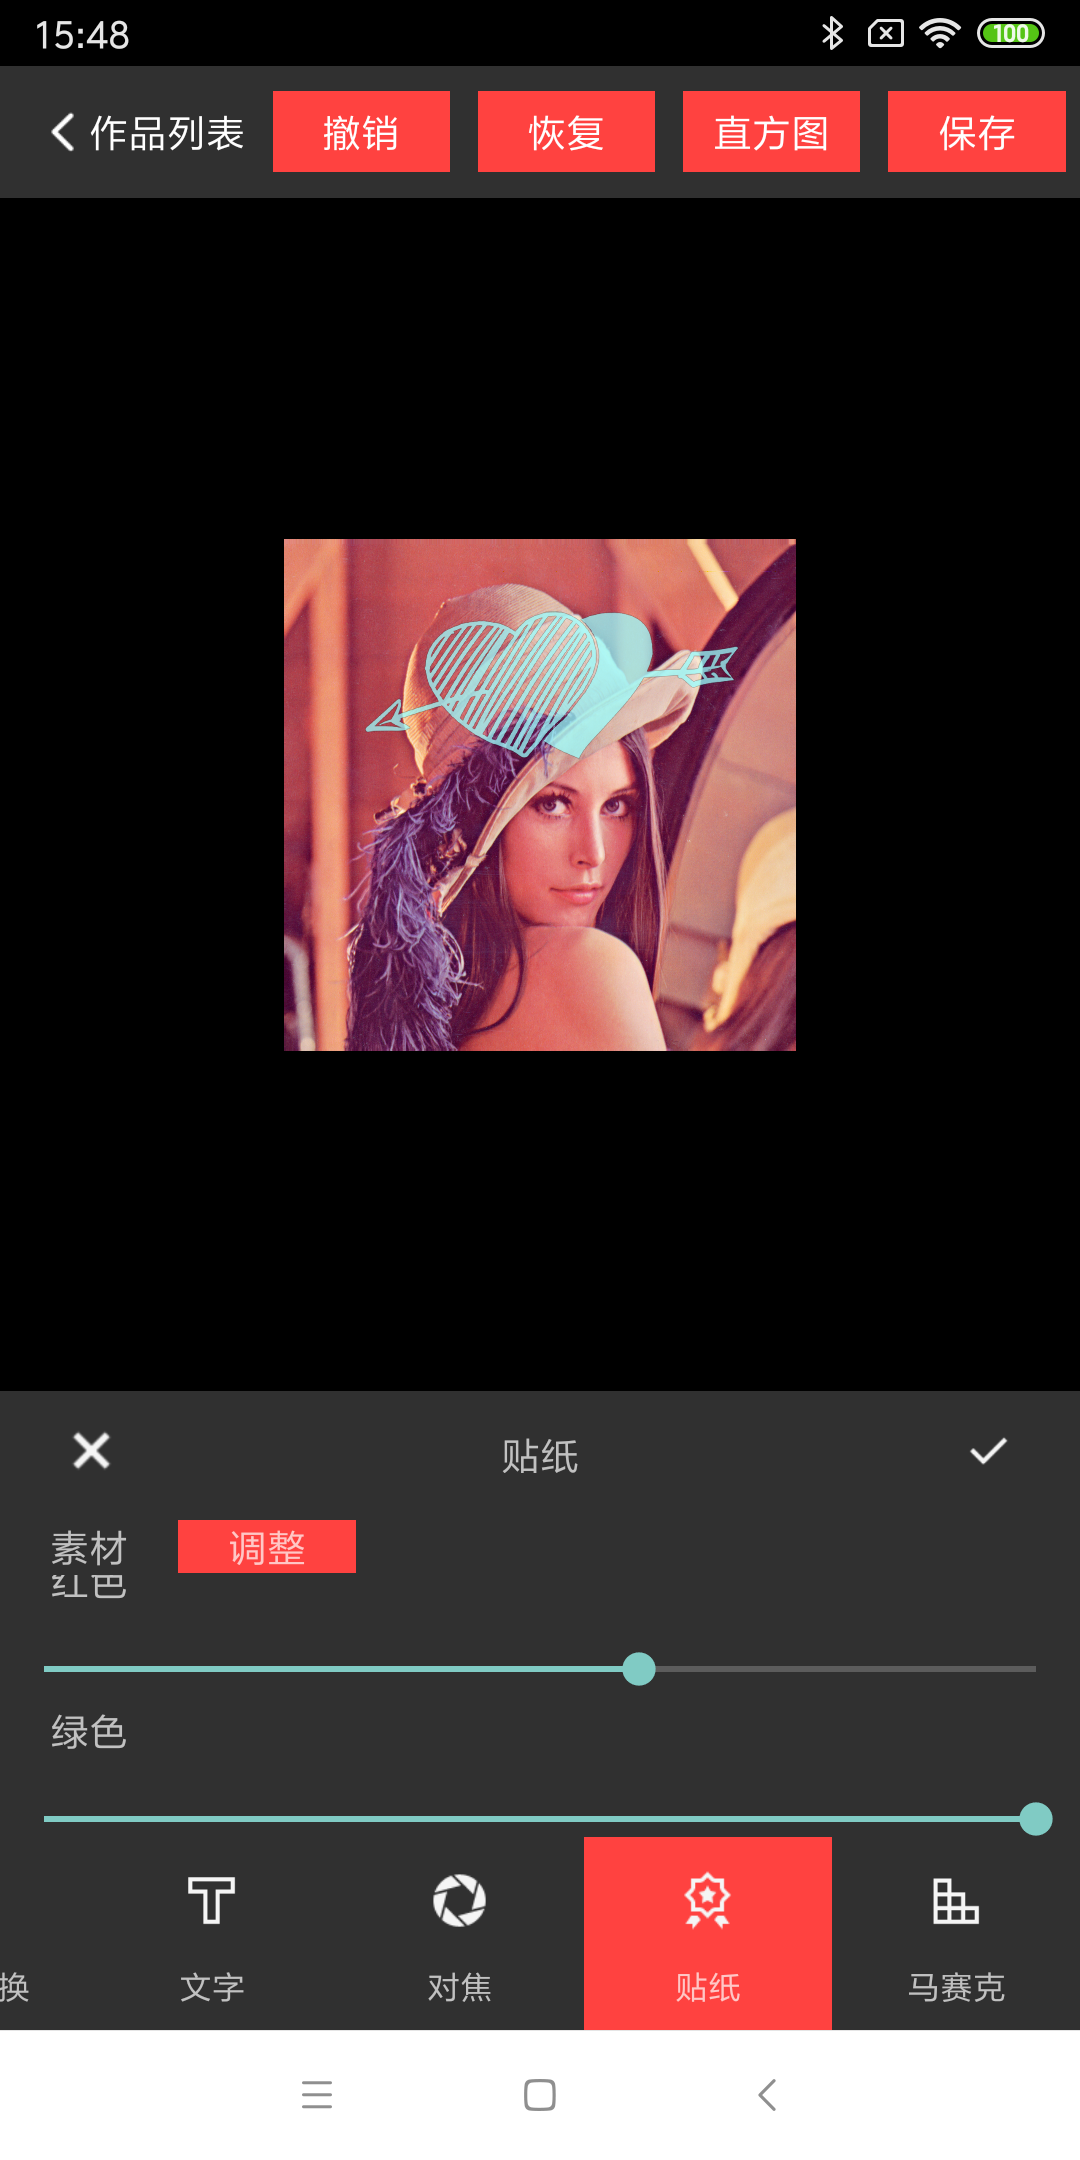 15:48
100
作品列表 撤销 恢复 直方图 保存
贴纸
素材 调整
红色
绿色
换 文字 对焦 贴纸 马赛克